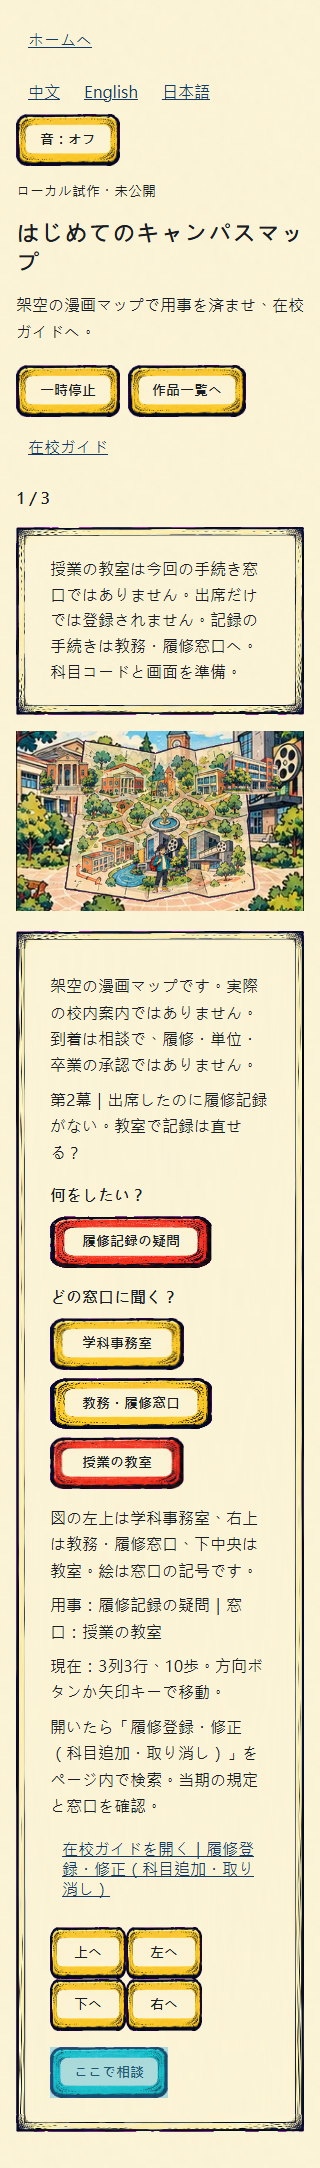 ホームへ
中文 English 日本語
音：オフ
ローカル試作・未公開
はじめてのキャンパスマッ
プ
架空の漫画マップで用事を済ませ、在校
ガイドへ。
一時停止 作品一覧へ
在校ガイド
1 / 3
授業の教室は今回の手続き窓
口ではありません。出席だけ
では登録されません。記録の
手続きは教務・履修窓口へ。
科目コードと画面を準備。
架空の漫画マップです。実際
の校内案内ではありません。
到着は相談で、履修・単位・
卒業の承認ではありません。
第2幕｜出席したのに履修記録
がない。教室で記録は直せ
る？
何をしたい？
履修記録の疑問
どの窓口に聞く？
学科事務室
教務・履修窓口
授業の教室
図の左上は学科事務室、右上
は教務・履修窓口、下中央は
教室。絵は窓口の記号です。
用事：履修記録の疑問｜窓
口：授業の教室
現在：3列3行、10歩。方向ボ
タンか矢印キーで移動。
開いたら「履修登録・修正
（科目追加・取り消し）」を
ページ内で検索。当期の規定
と窓口を確認。
在校ガイドを開く｜履修登
録・修正（科目追加・取り
消し）
上へ 左へ
下へ 右へ
ここで相談